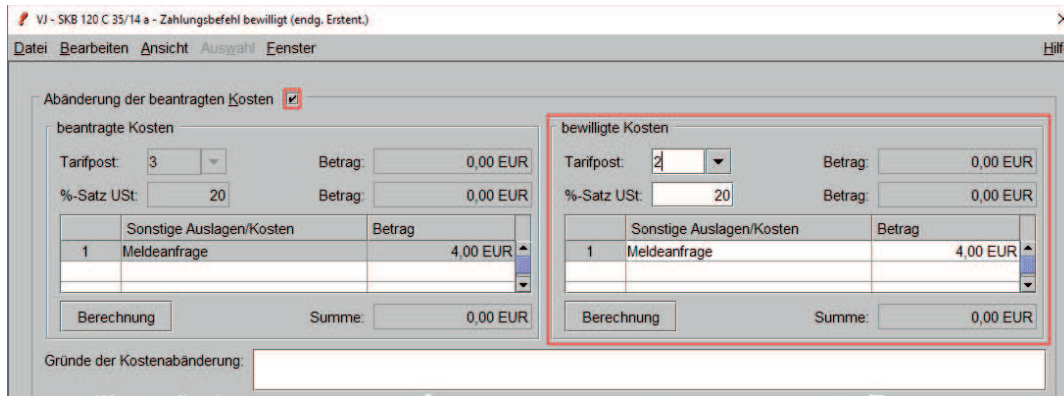 VJ - SKB 120 C 35/14 a - Zahlungsbefehl bewilligt (endg. Erstent.)
Datei Bearbeiten Ansicht Auswahl Fenster Hilf
Abänderung der beantragten Kosten
beantragte Kosten
Tarifpost: 3 Betrag: 0,00 EUR
%-Satz USt: 20 Betrag: 0,00 EUR
Sonstige Auslagen/Kosten Betrag
1 Meldeanfrage 4,00 EUR
Berechnung Summe: 0,00 EUR
bewilligte Kosten
Tarifpost: 2 Betrag: 0,00 EUR
%-Satz USt: 20 Betrag: 0,00 EUR
Sonstige Auslagen/Kosten Betrag
1 Meldeanfrage 4,00 EUR
Berechnung Summe: 0,00 EUR
Gründe der Kostenabänderung: